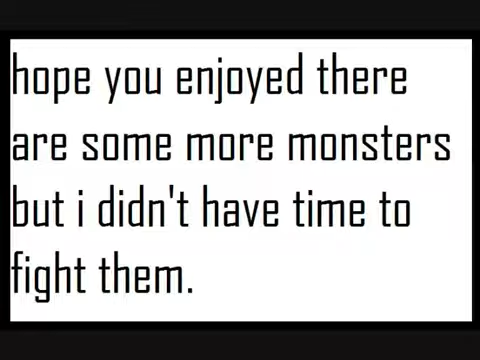 hope you enjoyed there
are some more monsters
but i didn't have time to
fight them.